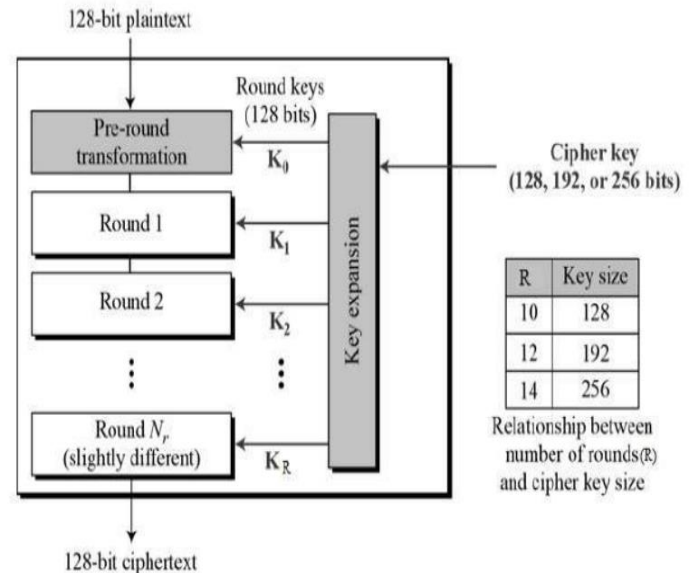 128-bit plaintext
Round keys
(128 bits)
Pre-round
transformation
K0
Cipher key
(128, 192, or 256 bits)
Round 1
K1
Key expansion
Round 2
K2
R Key size
10 128
12 192
14 256
Round Nr
(slightly different)
KR
Relationship between
number of rounds(R)
and cipher key size
128-bit ciphertext